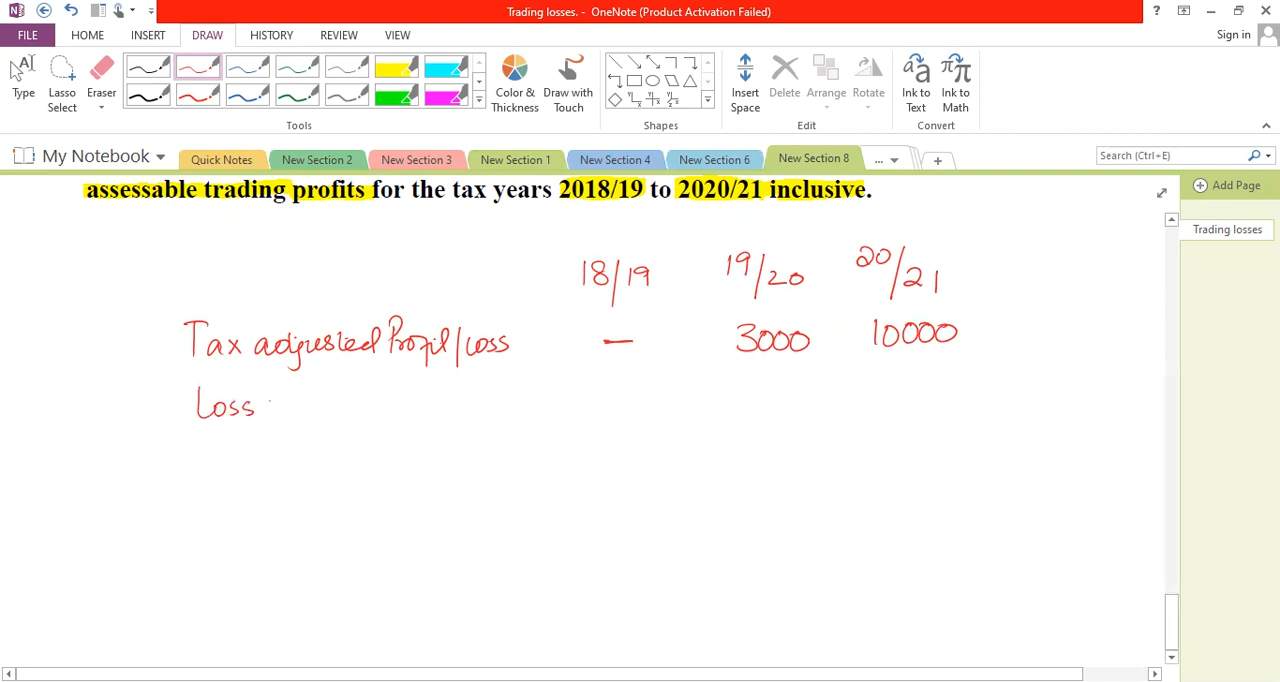 Trading losses. - OneNote (Product Activation Failed)
?
FILE HOME INSERT DRAW HISTORY REVIEW VIEW
Sign in
Type Lasso Select Eraser
Color & Thickness Draw with Touch
Insert Space Delete Arrange Rotate
Ink to Text Ink to Math
Tools Shapes Edit Convert
My Notebook Quick Notes New Section 2 New Section 3 New Section 1 New Section 4 New Section 6 New Section 8 ... +
Search (Ctrl+E)
Add Page
Trading losses
assessable trading profits for the tax years 2018/19 to 2020/21 inclusive.
18/19 19/20 20/21
Tax adjusted Profit/Loss — 3000 10000
Loss